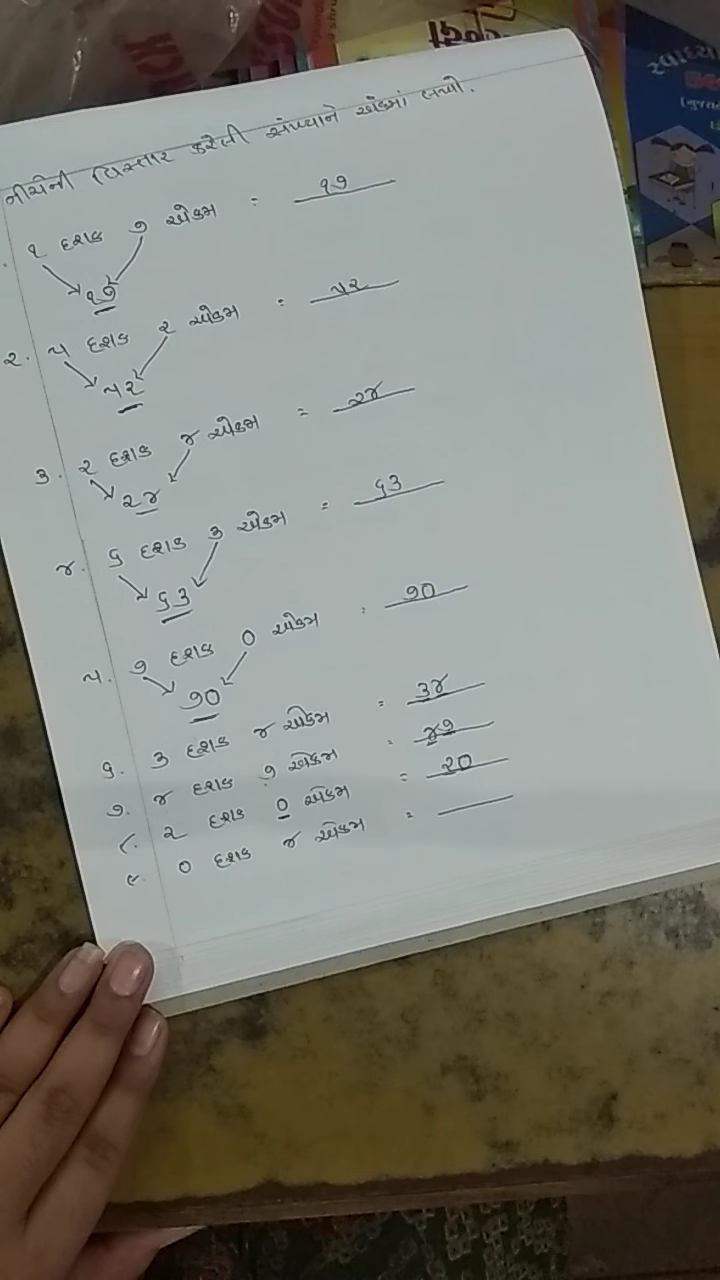 નીચેની વિસ્તાર કરેલી સંખ્યાને એકમાં લખો.
૧ દશક ૭ એકમ = ૧૭
૧૭
૨. ૫ દશક ૨ એકમ = ૫૨
૫૨
૩. ૨ દશક ૪ એકમ = ૨૪
૨૪
૪. ૬ દશક ૩ એકમ = ૬૩
૬૩
૫. ૭ દશક ૦ એકમ = ૭૦
૭૦
૬. ૩ દશક ૪ એકમ = ૩૪
૭. ૪ દશક ૭ એકમ = ૪૭
૮. ૨ દશક ૦ એકમ = ૨૦
૯. ૦ દશક ૪ એકમ =